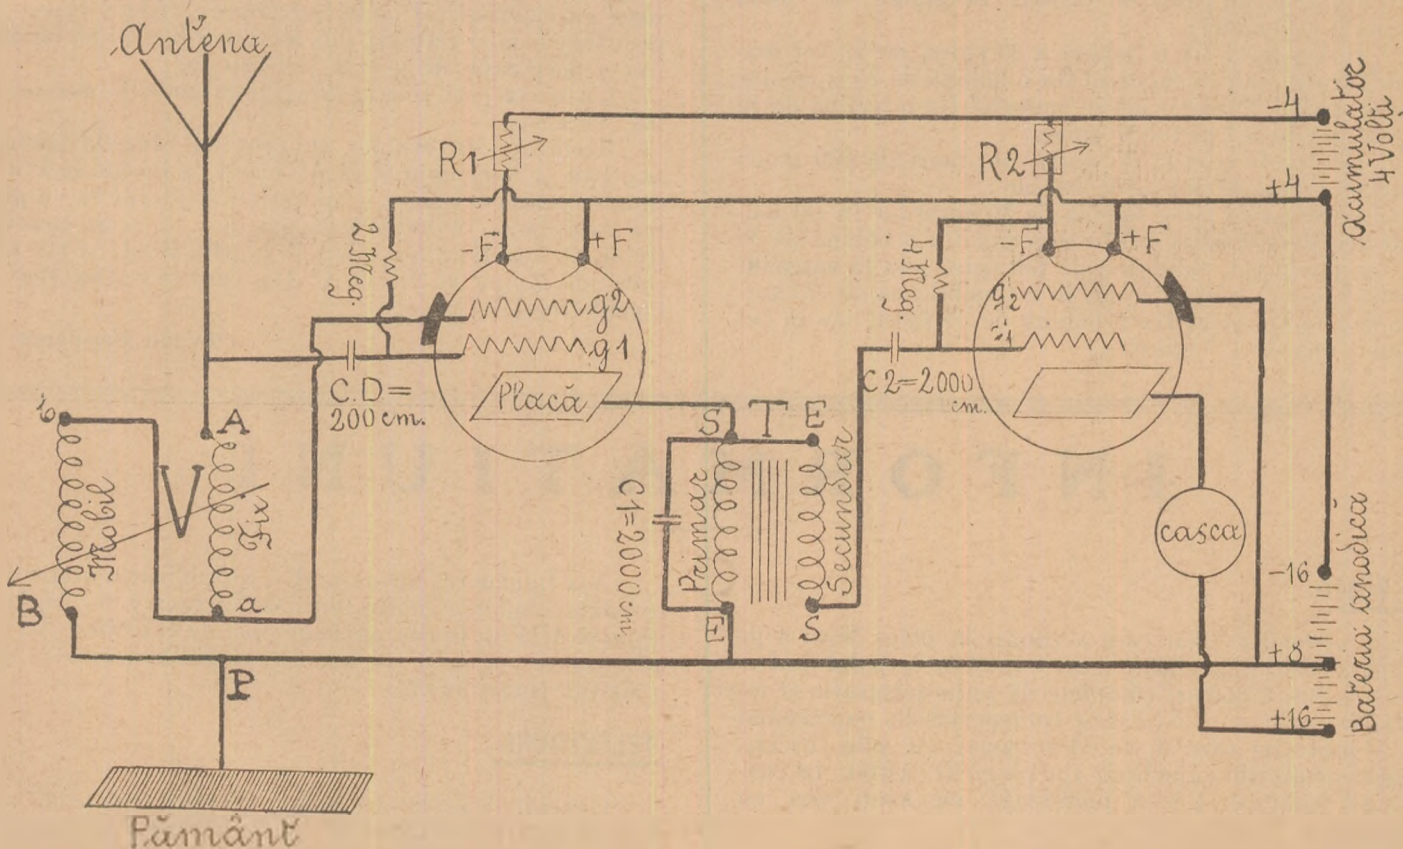 Antena
-4
Acumulator
4 Volti
R1
R2
+4
2 Meg.
-F
+F
4 Meg.
-F
+F
g2
g1
g2
C.D=
200 cm.
Placă
C2=2000
cm.
b
A
S
T
E
V
Mobil
Fix
C1=2000 cm.
Primar
Secundar
casca
-16
Bateria anodică
B
a
E
S
+8
P
+16
Pământ